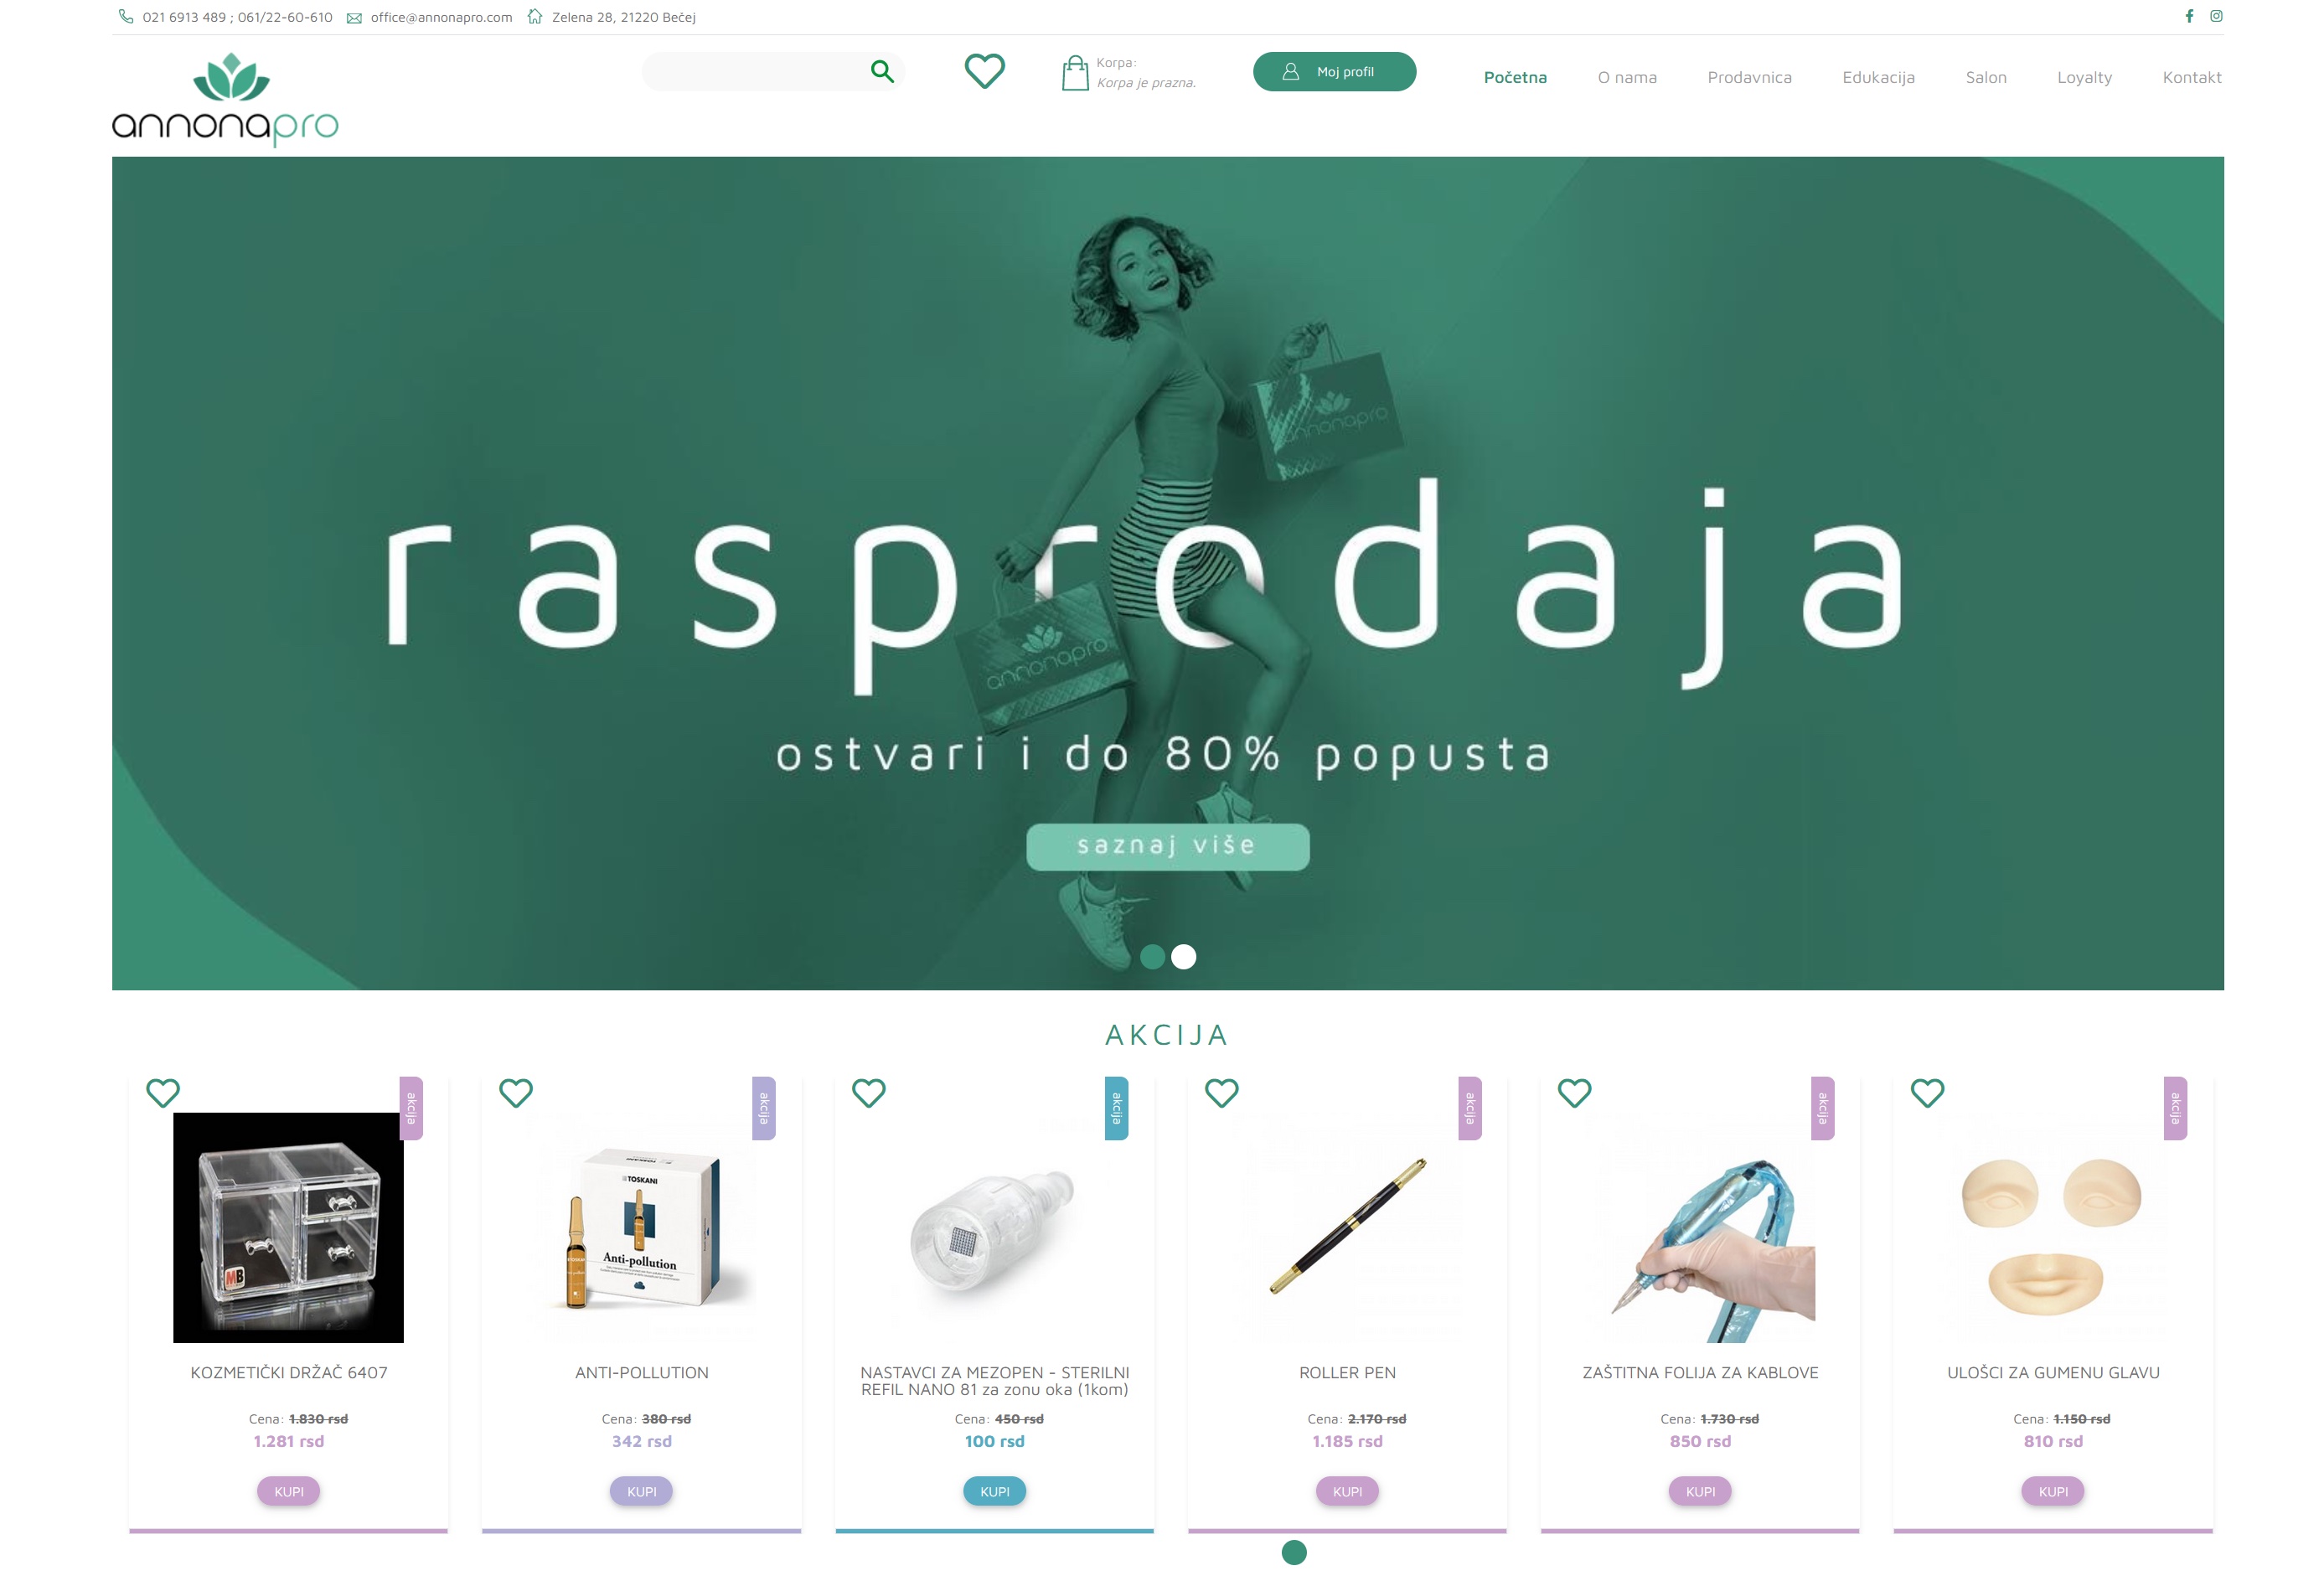 021 6913 489 ; 061/22-60-610 office@annonapro.com Zelena 28, 21220 Bečej
annonapro
Korpa:
Korpa je prazna.
Moj profil
Početna O nama Prodavnica Edukacija Salon Loyalty Kontakt
annonapro
rasprodaja
annonapro
ostvari i do 80% popusta
saznaj više
AKCIJA
akcija
akcija
akcija
akcija
akcija
akcija
MB
TOSKANI
Anti-pollution
KOZMETIČKI DRŽAČ 6407
Cena: 1.830 rsd
1.281 rsd
KUPI
ANTI-POLLUTION
Cena: 380 rsd
342 rsd
KUPI
NASTAVCI ZA MEZOPEN - STERILNI
REFIL NANO 81 za zonu oka (1kom)
Cena: 450 rsd
100 rsd
KUPI
ROLLER PEN
Cena: 2.170 rsd
1.185 rsd
KUPI
ZAŠTITNA FOLIJA ZA KABLOVE
Cena: 1.730 rsd
850 rsd
KUPI
ULOŠCI ZA GUMENU GLAVU
Cena: 1.150 rsd
810 rsd
KUPI